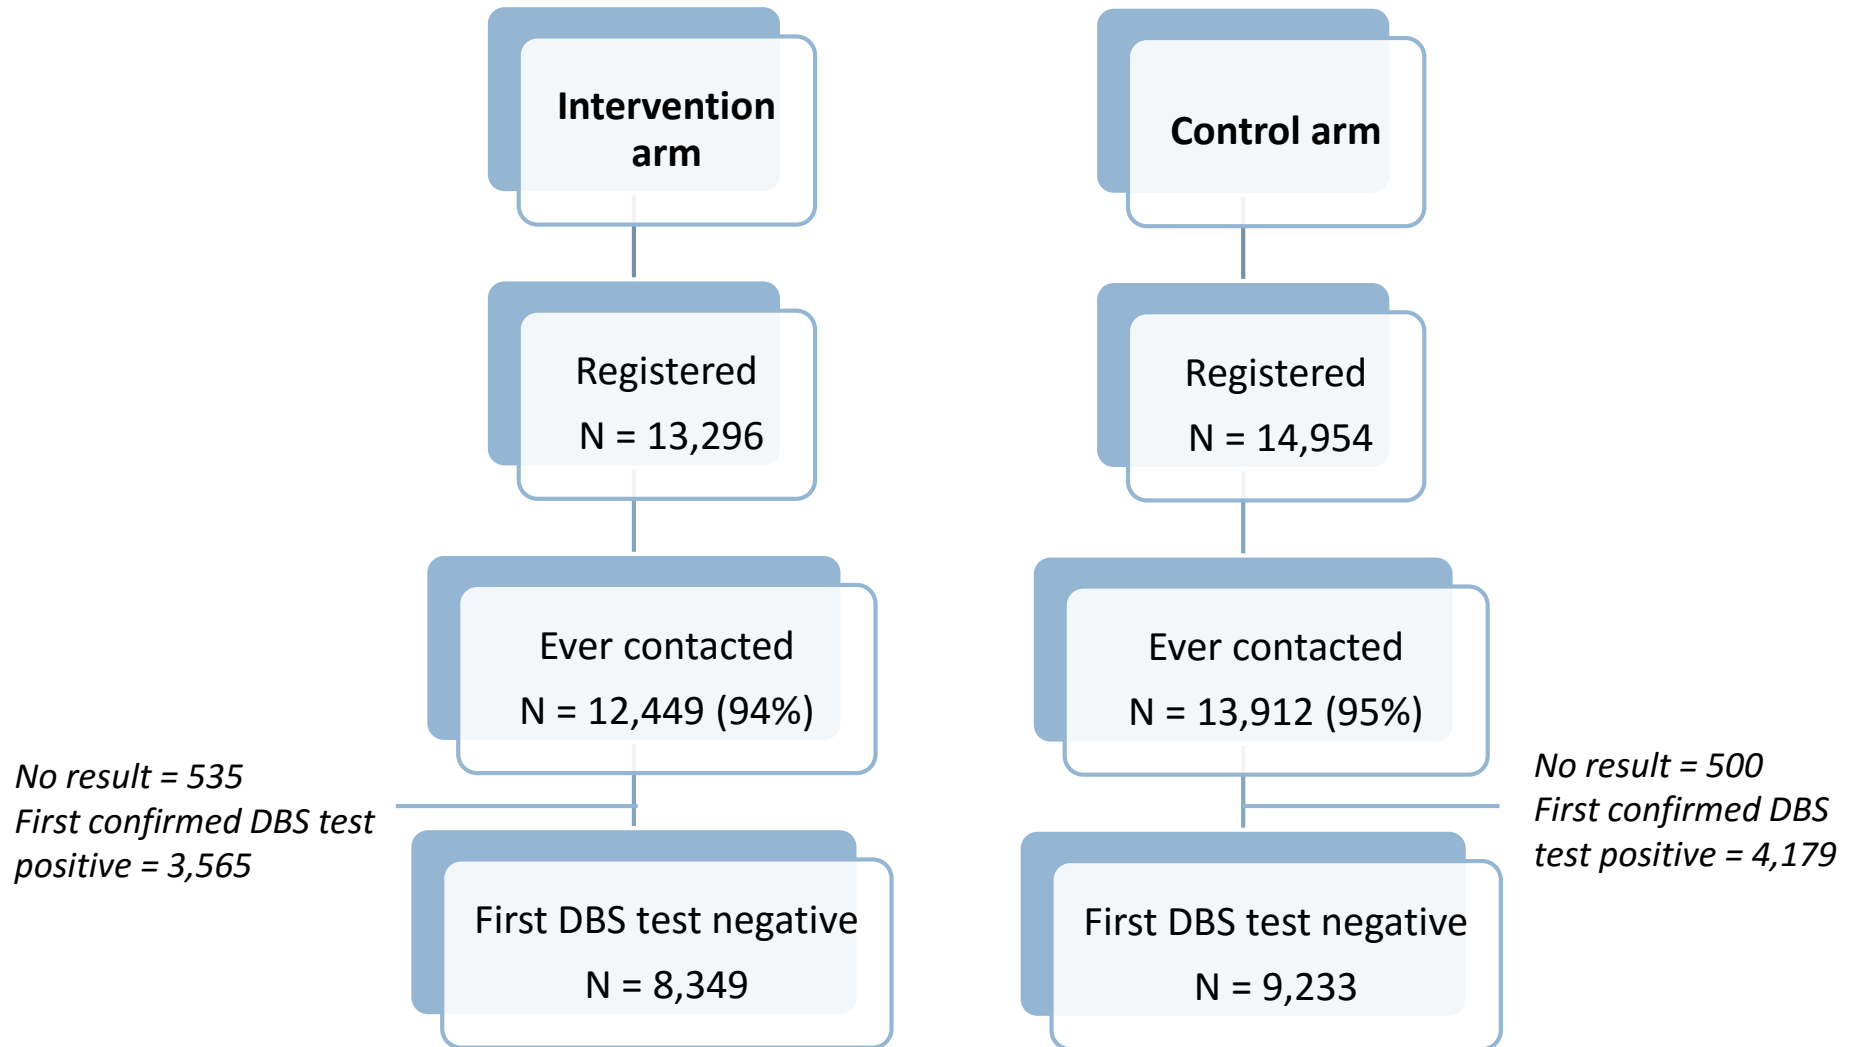 Intervention
arm
Registered
N = 13,296
Ever contacted
N = 12,449 (94%)
No result = 535
First confirmed DBS test
positive = 3,565
First DBS test negative
N = 8,349
Control arm
Registered
N = 14,954
Ever contacted
N = 13,912 (95%)
No result = 500
First confirmed DBS
test positive = 4,179
First DBS test negative
N = 9,233